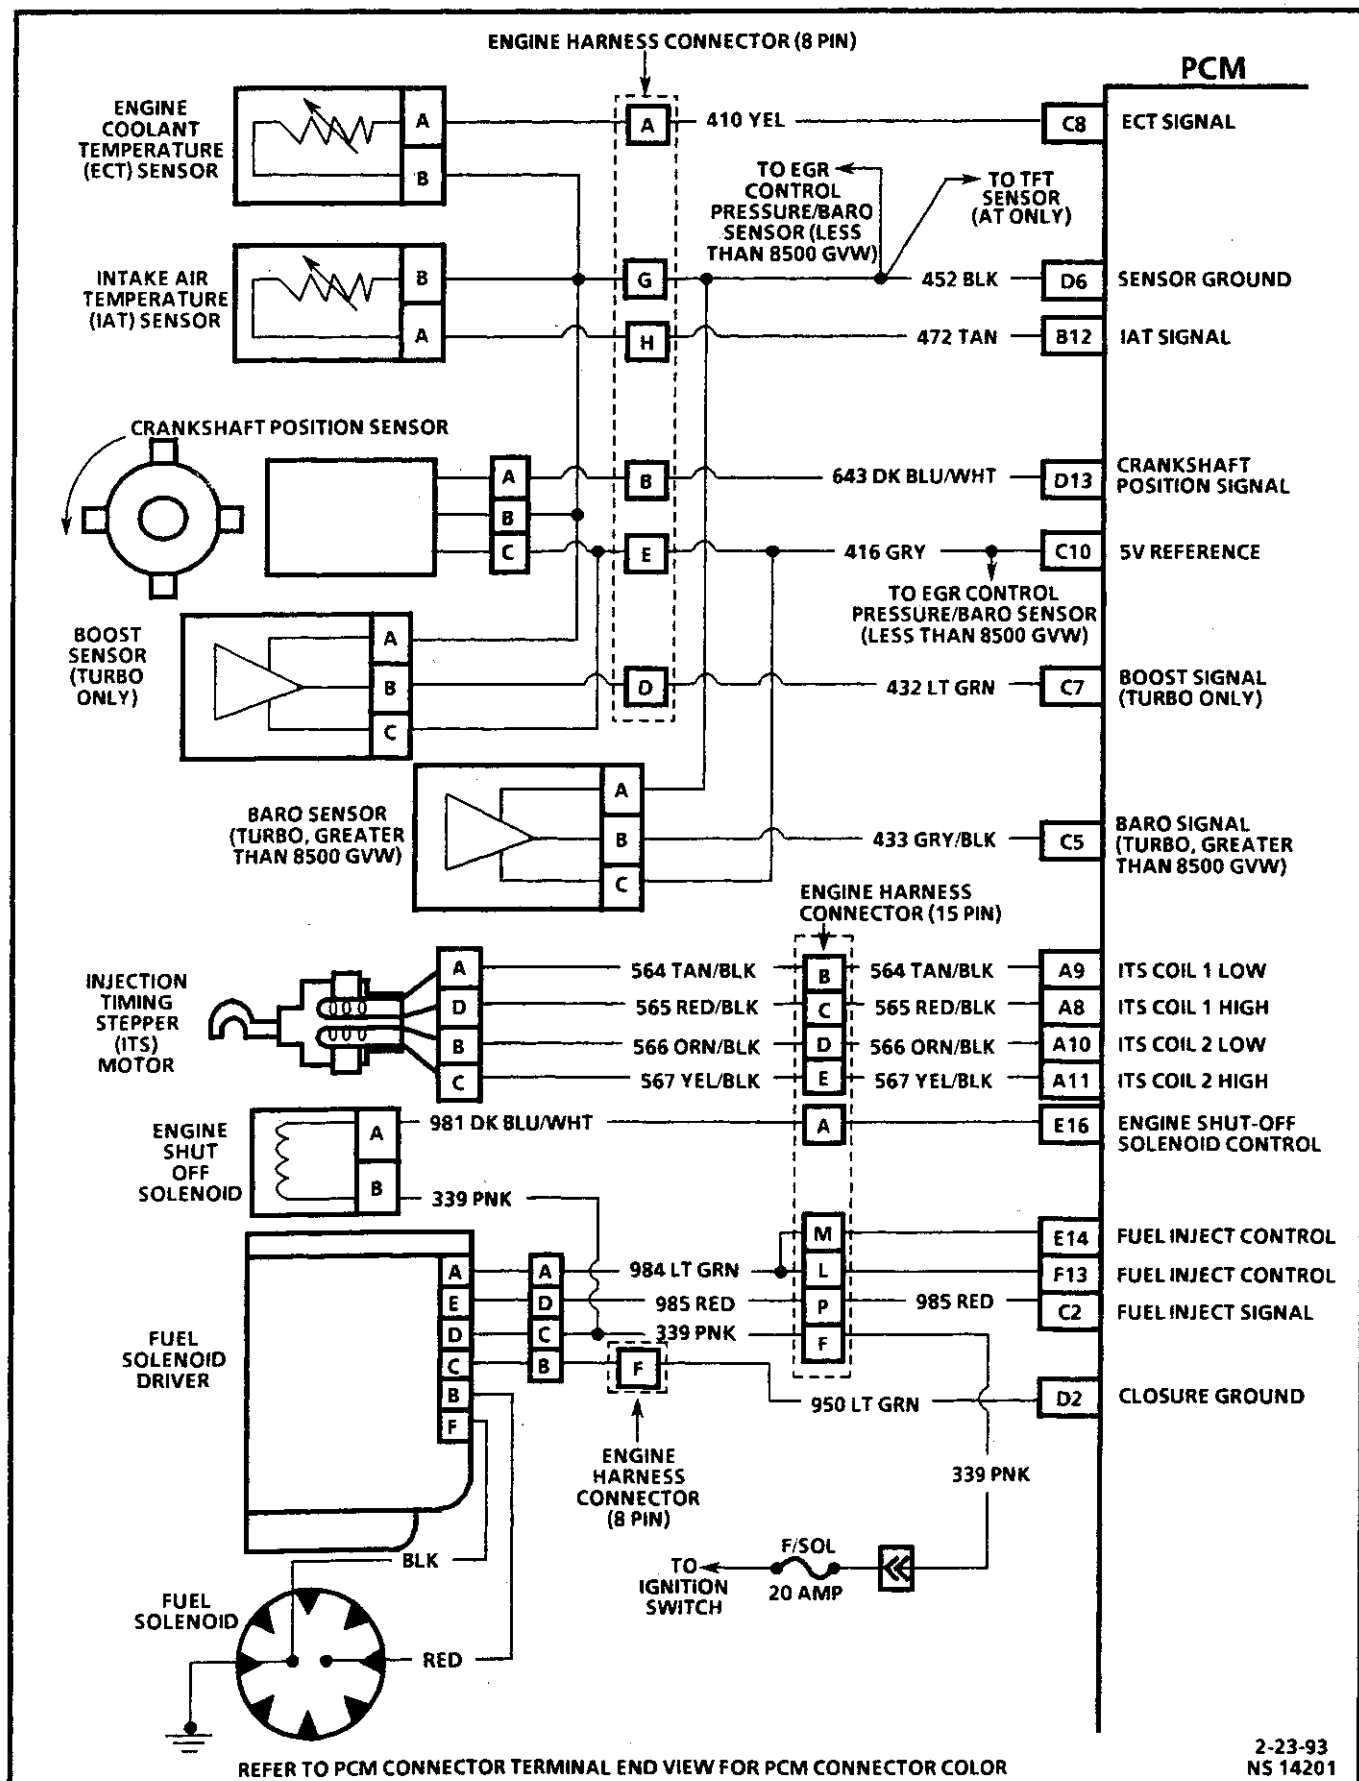 ENGINE HARNESS CONNECTOR (8 PIN)
PCM
ENGINE
COOLANT
TEMPERATURE
(ECT) SENSOR
A
B
A
410 YEL
C8
ECT SIGNAL
TO EGR
CONTROL
PRESSURE/BARO
SENSOR (LESS
THAN 8500 GVW)
TO TFT
SENSOR
(AT ONLY)
INTAKE AIR
TEMPERATURE
(IAT) SENSOR
B
A
G
452 BLK
D6
SENSOR GROUND
H
472 TAN
B12
IAT SIGNAL
CRANKSHAFT POSITION SENSOR
A
B
C
B
643 DK BLU/WHT
D13
CRANKSHAFT
POSITION SIGNAL
E
416 GRY
C10
5V REFERENCE
TO EGR CONTROL
PRESSURE/BARO SENSOR
(LESS THAN 8500 GVW)
BOOST
SENSOR
(TURBO
ONLY)
A
B
C
D
432 LT GRN
C7
BOOST SIGNAL
(TURBO ONLY)
BARO SENSOR
(TURBO, GREATER
THAN 8500 GVW)
A
B
C
433 GRY/BLK
C5
BARO SIGNAL
(TURBO, GREATER
THAN 8500 GVW)
ENGINE HARNESS
CONNECTOR (15 PIN)
INJECTION
TIMING
STEPPER
(ITS)
MOTOR
A
564 TAN/BLK
B
564 TAN/BLK
A9
ITS COIL 1 LOW
D
565 RED/BLK
C
565 RED/BLK
A8
ITS COIL 1 HIGH
B
566 ORN/BLK
D
566 ORN/BLK
A10
ITS COIL 2 LOW
C
567 YEL/BLK
E
567 YEL/BLK
A11
ITS COIL 2 HIGH
ENGINE
SHUT
OFF
SOLENOID
A
B
981 DK BLU/WHT
A
E16
ENGINE SHUT-OFF
SOLENOID CONTROL
339 PNK
M
E14
FUEL INJECT CONTROL
A
A
984 LT GRN
L
F13
FUEL INJECT CONTROL
E
D
985 RED
P
985 RED
C2
FUEL INJECT SIGNAL
D
C
339 PNK
F
FUEL
SOLENOID
DRIVER
C
B
F
B
F
950 LT GRN
D2
CLOSURE GROUND
ENGINE
HARNESS
CONNECTOR
(8 PIN)
339 PNK
BLK
TO
IGNITION
SWITCH
F/SOL
20 AMP
FUEL
SOLENOID
RED
REFER TO PCM CONNECTOR TERMINAL END VIEW FOR PCM CONNECTOR COLOR
2-23-93
NS 14201